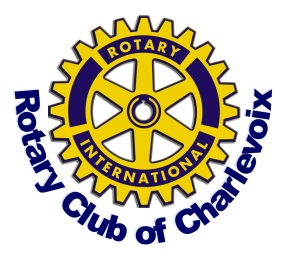 ROTARY
INTERNATIONAL
Rotary Club of Charlevoix